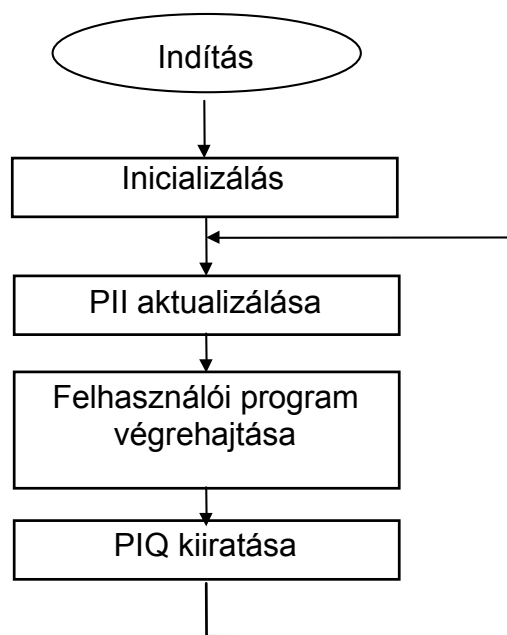 Indítás
Inicializálás
PII aktualizálása
Felhasználói program
végrehajtása
PIQ kiiratása